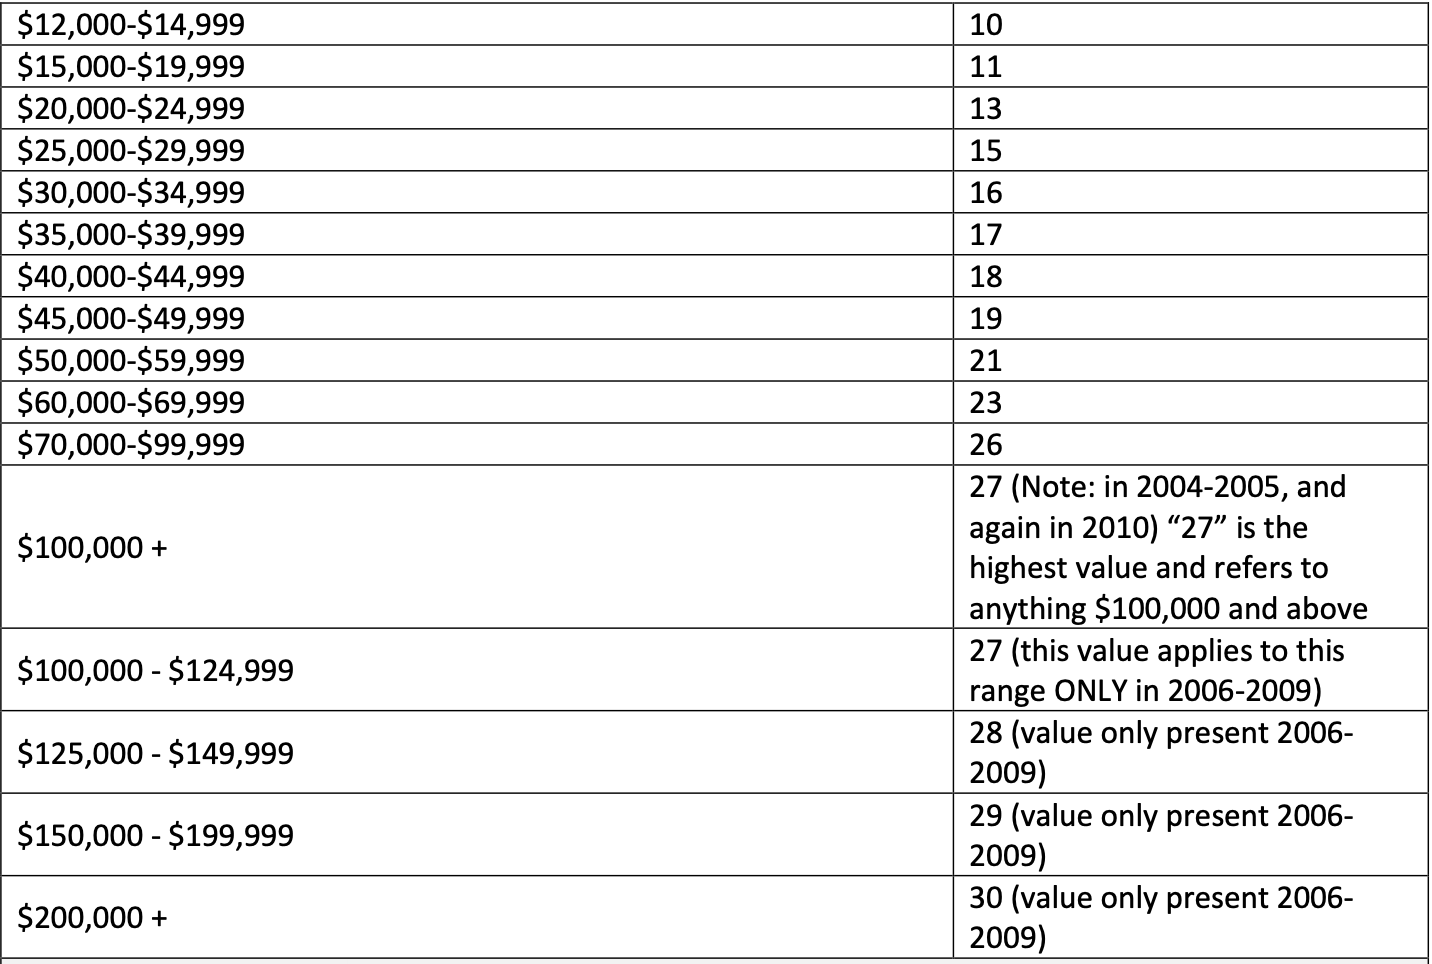 $12,000-$14,999 10
$15,000-$19,999 11
$20,000-$24,999 13
$25,000-$29,999 15
$30,000-$34,999 16
$35,000-$39,999 17
$40,000-$44,999 18
$45,000-$49,999 19
$50,000-$59,999 21
$60,000-$69,999 23
$70,000-$99,999 26
$100,000 +
27 (Note: in 2004-2005, and
again in 2010) “27” is the
highest value and refers to
anything $100,000 and above
$100,000 - $124,999
27 (this value applies to this
range ONLY in 2006-2009)
$125,000 - $149,999
28 (value only present 2006-
2009)
$150,000 - $199,999
29 (value only present 2006-
2009)
$200,000 +
30 (value only present 2006-
2009)